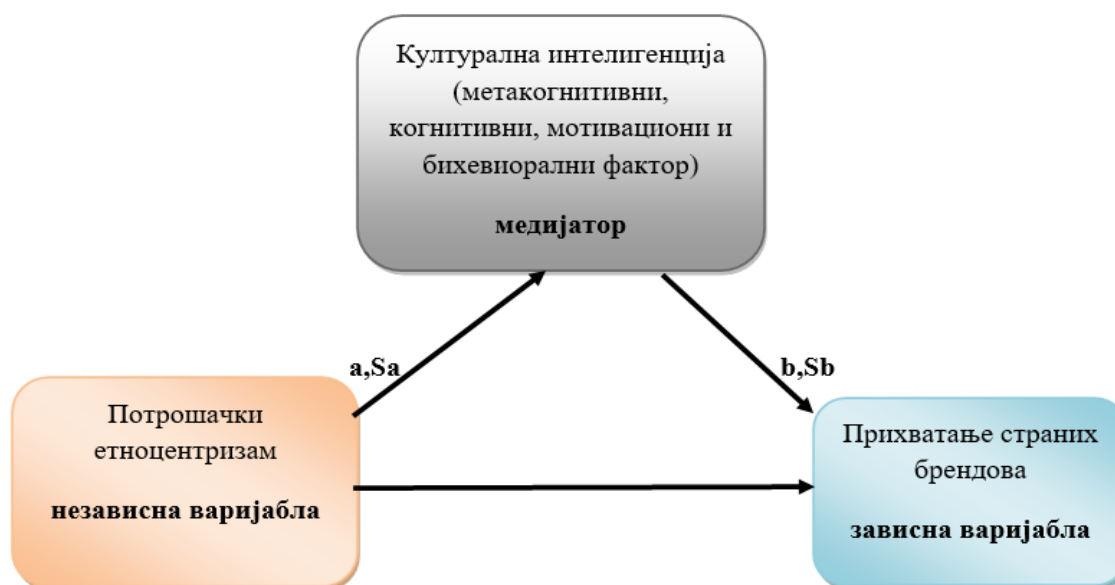 Културална интелигенција
(метакогнитивни,
когнитивни, мотивациони и
бихевиорални фактор)
медијатор
a,Sa
b,Sb
Потрошачки
етноцентризам
независна варијабла
Прихватање страних
брендова
зависна варијабла